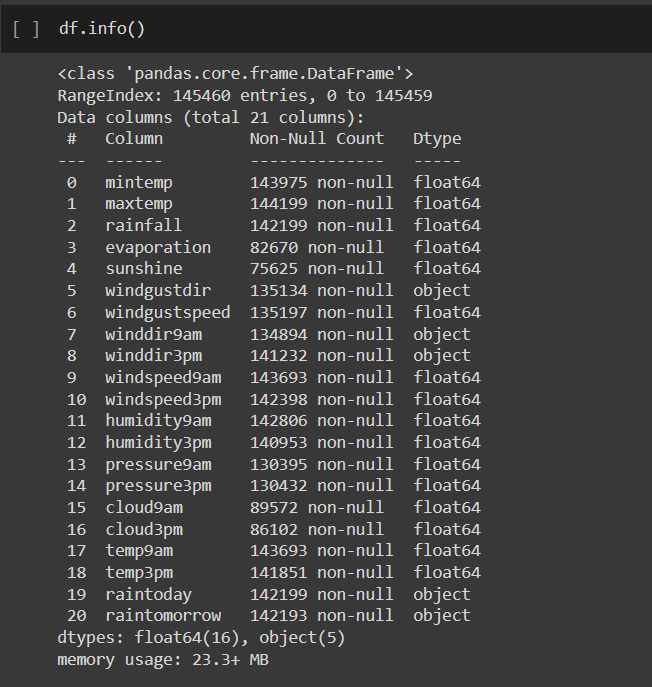 [ ] df.info()
<class 'pandas.core.frame.DataFrame'>
RangeIndex: 145460 entries, 0 to 145459
Data columns (total 21 columns):
 #   Column         Non-Null Count   Dtype
---  ------         --------------   -----
 0   mintemp        143975 non-null  float64
 1   maxtemp        144199 non-null  float64
 2   rainfall       142199 non-null  float64
 3   evaporation    82670 non-null   float64
 4   sunshine       75625 non-null   float64
 5   windgustdir    135134 non-null  object
 6   windgustspeed  135197 non-null  float64
 7   winddir9am     134894 non-null  object
 8   winddir3pm     141232 non-null  object
 9   windspeed9am   143693 non-null  float64
 10  windspeed3pm   142398 non-null  float64
 11  humidity9am    142806 non-null  float64
 12  humidity3pm    140953 non-null  float64
 13  pressure9am    130395 non-null  float64
 14  pressure3pm    130432 non-null  float64
 15  cloud9am       89572 non-null   float64
 16  cloud3pm       86102 non-null   float64
 17  temp9am        143693 non-null  float64
 18  temp3pm        141851 non-null  float64
 19  raintoday      142199 non-null  object
 20  raintomorrow   142193 non-null  object
dtypes: float64(16), object(5)
memory usage: 23.3+ MB